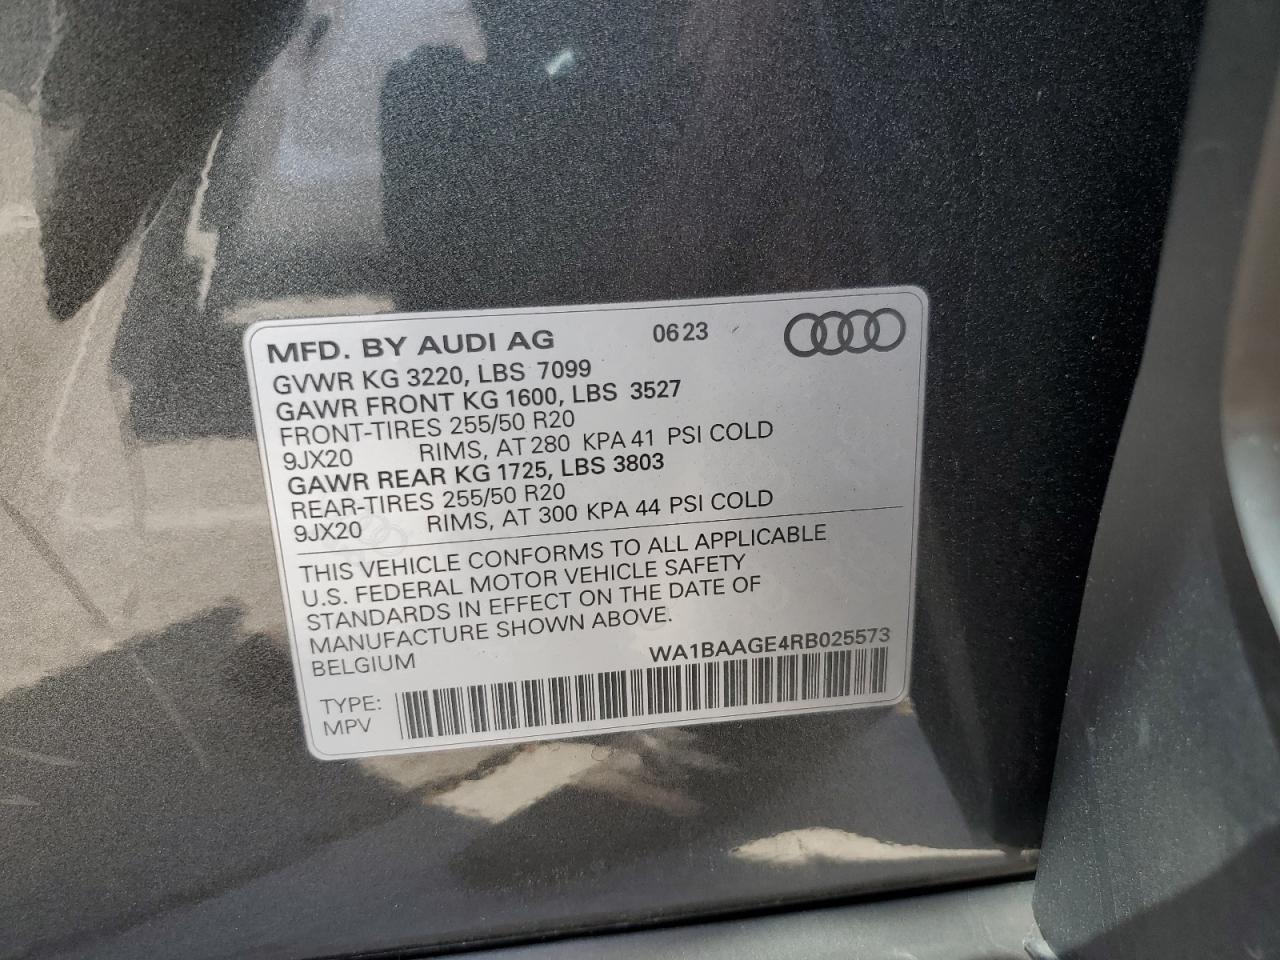 MFD. BY AUDI AG 06 23
GVWR KG 3220, LBS 7099
GAWR FRONT KG 1600, LBS 3527
FRONT-TIRES 255/50 R20
9JX20 RIMS, AT 280 KPA 41 PSI COLD
GAWR REAR KG 1725, LBS 3803
REAR-TIRES 255/50 R20
9JX20 RIMS, AT 300 KPA 44 PSI COLD
THIS VEHICLE CONFORMS TO ALL APPLICABLE
U.S. FEDERAL MOTOR VEHICLE SAFETY
STANDARDS IN EFFECT ON THE DATE OF
MANUFACTURE SHOWN ABOVE.
BELGIUM WA1BAAGE4RB025573
TYPE:
MPV